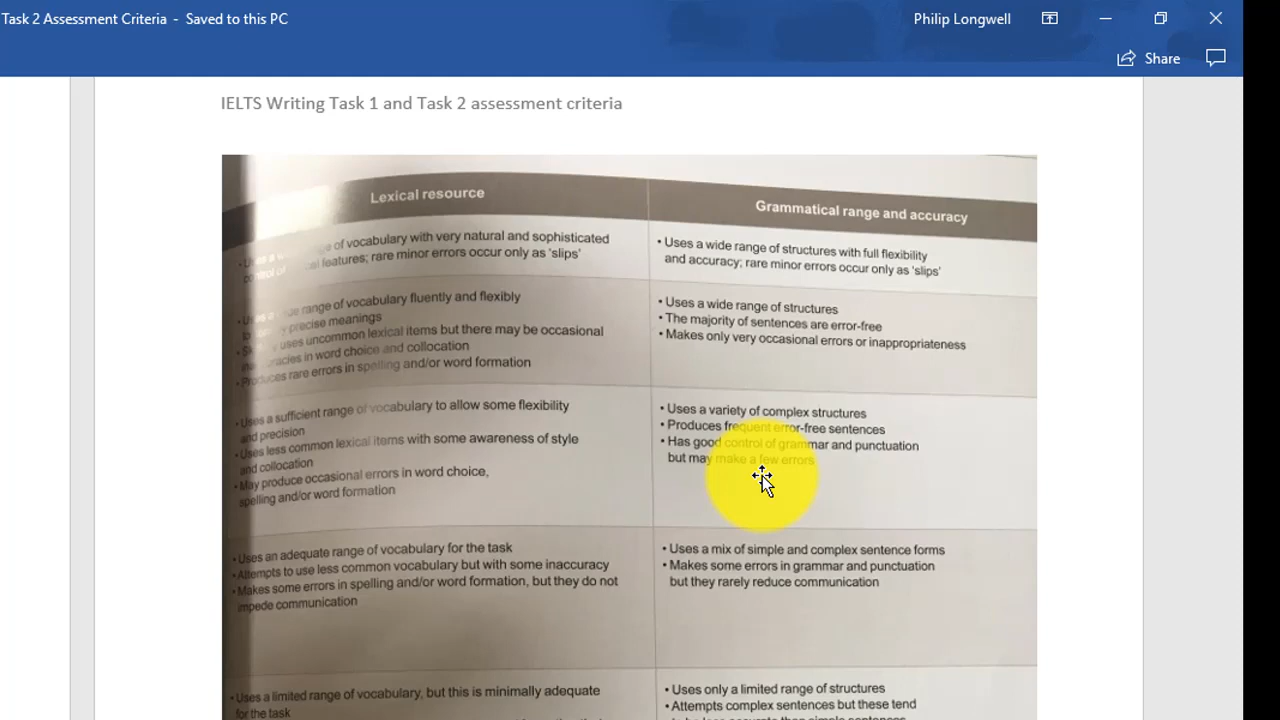 Task 2 Assessment Criteria - Saved to this PC
Philip Longwell
Share
IELTS Writing Task 1 and Task 2 assessment criteria
Lexical resource
of vocabulary with very natural and sophisticated
control of features; rare minor errors occur only as 'slips'
range of vocabulary fluently and flexibly
precise meanings
uses uncommon lexical items but there may be occasional
in word choice and collocation
• Produces rare errors in spelling and/or word formation
• Uses a sufficient range of vocabulary to allow some flexibility
and precision
• Uses less common lexical items with some awareness of style
and collocation
• May produce occasional errors in word choice,
spelling and/or word formation
• Uses an adequate range of vocabulary for the task
• Attempts to use less common vocabulary but with some inaccuracy
• Makes some errors in spelling and/or word formation, but they do not
impede communication
• Uses a limited range of vocabulary, but this is minimally adequate
for the task
Grammatical range and accuracy
• Uses a wide range of structures with full flexibility
and accuracy; rare minor errors occur only as 'slips'
• Uses a wide range of structures
• The majority of sentences are error-free
• Makes only very occasional errors or inappropriateness
• Uses a variety of complex structures
• Produces frequent error-free sentences
• Has good control of grammar and punctuation
but may make a few errors
• Uses a mix of simple and complex sentence forms
• Makes some errors in grammar and punctuation
but they rarely reduce communication
• Uses only a limited range of structures
• Attempts complex sentences but these tend